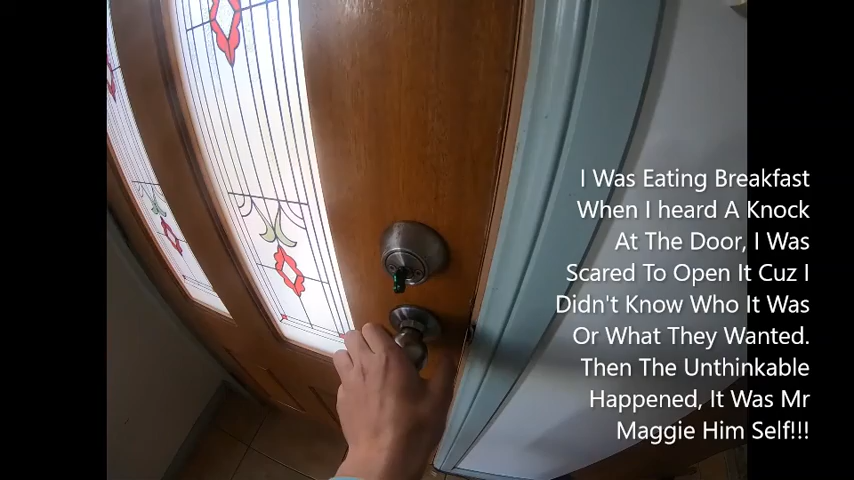 I Was Eating Breakfast
When I heard A Knock
At The Door, I Was
Scared To Open It Cuz I
Didn't Know Who It Was
Or What They Wanted.
Then The Unthinkable
Happened, It Was Mr
Maggie Him Self!!!